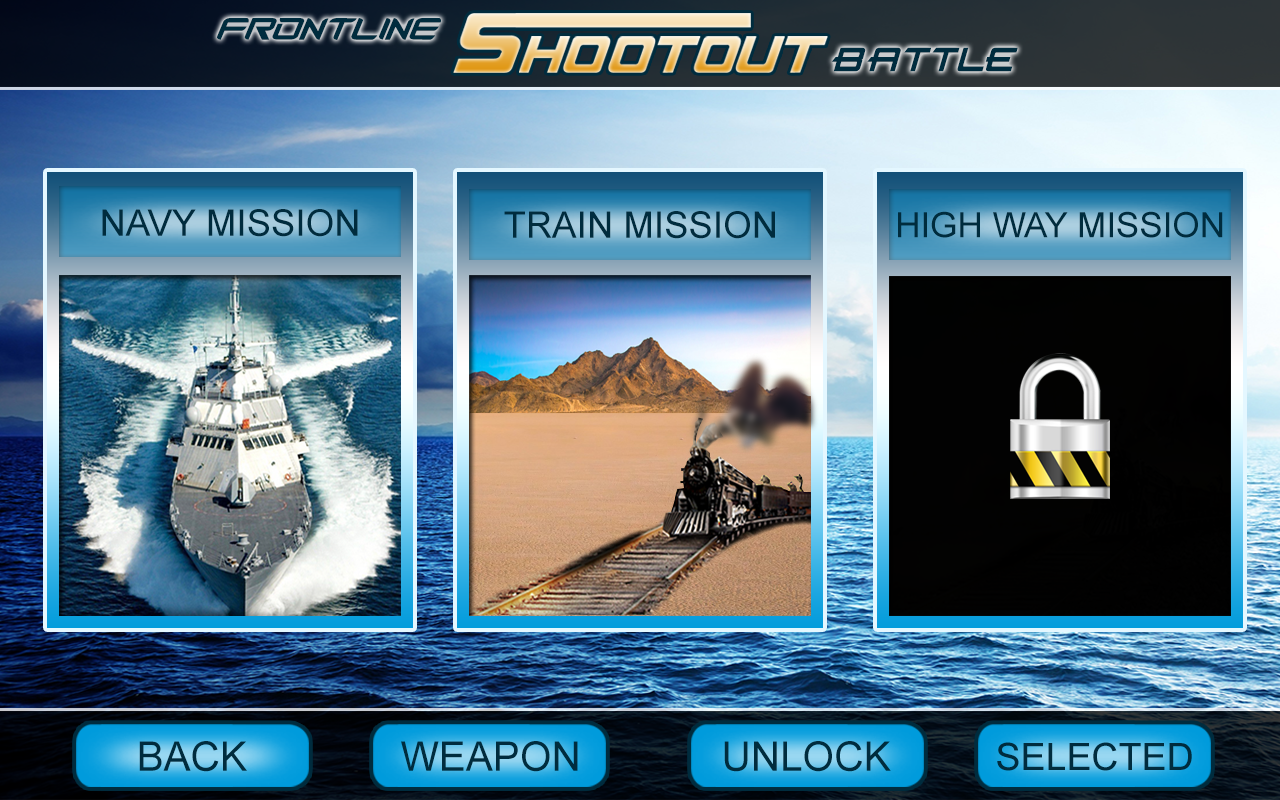 FRONTLINE SHOOTOUT BATTLE
NAVY MISSION
TRAIN MISSION
HIGH WAY MISSION
BACK
WEAPON
UNLOCK
SELECTED